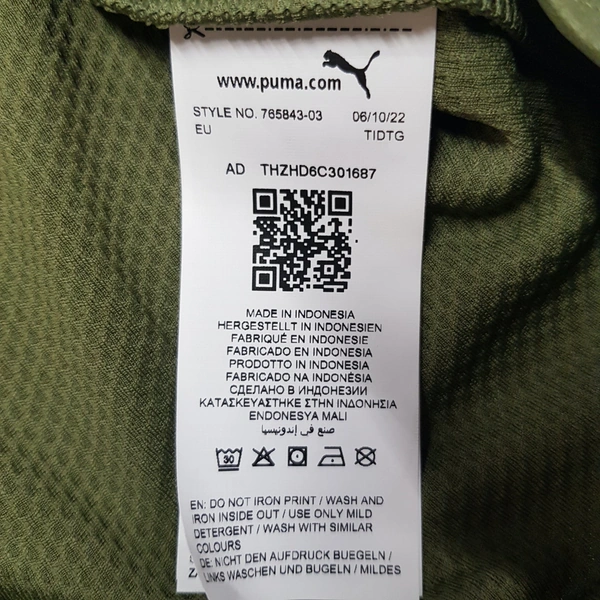 www.puma.com
STYLE NO. 765843-03 06/10/22
EU TIDTG
AD THZHD6C301687
MADE IN INDONESIA
HERGESTELLT IN INDONESIEN
FABRIQUÉ EN INDONESIE
FABRICADO EN INDONESIA
PRODOTTO IN INDONESIA
FABRICADO NA INDONÉSIA
СДЕЛАНО В ИНДОНЕЗИИ
ΚΑΤΑΣΚΕΥΑΣΤΗΚΕ ΣΤΗΝ ΙΝΔΟΝΗΣΙΑ
ENDONESYA MALI
صنع في إندونيسيا
30
EN: DO NOT IRON PRINT / WASH AND
IRON INSIDE OUT / USE ONLY MILD
DETERGENT / WASH WITH SIMILAR
COLOURS
DE: NICHT DEN AUFDRUCK BUEGELN /
LINKS WASCHEN UND BUGELN / MILDES